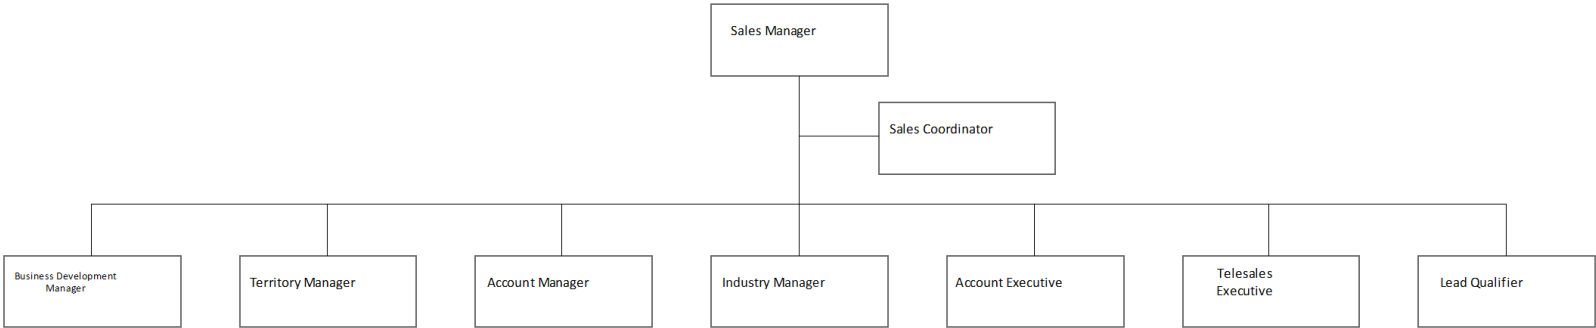 Sales Manager
Sales Coordinator
Business Development
Manager
Territory Manager
Account Manager
Industry Manager
Account Executive
Telesales
Executive
Lead Qualifier